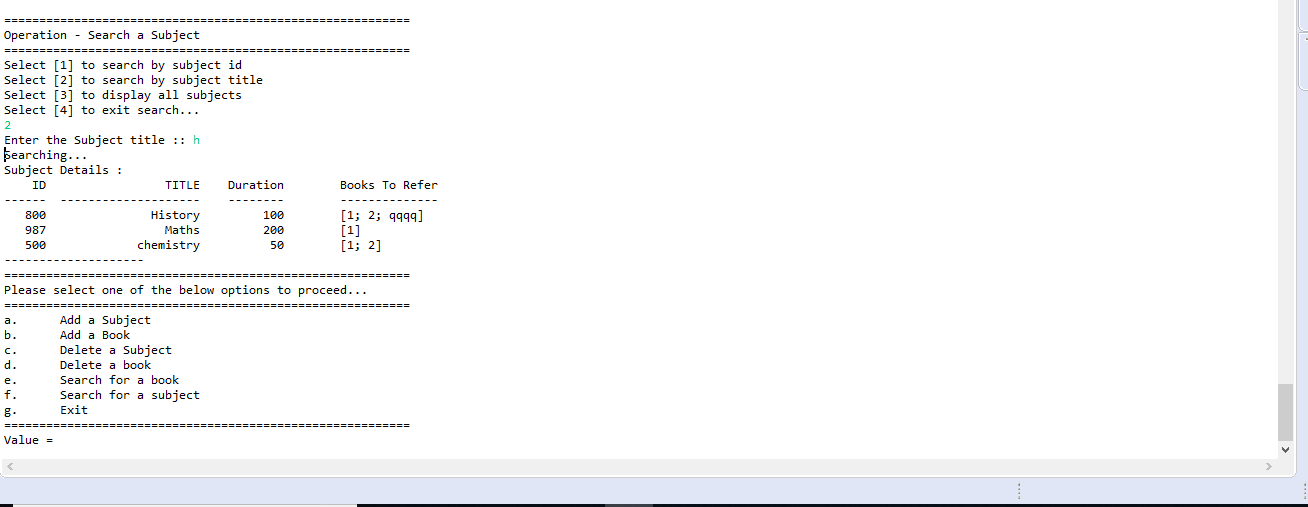 ==========================================================
Operation - Search a Subject
==========================================================
Select [1] to search by subject id
Select [2] to search by subject title
Select [3] to display all subjects
Select [4] to exit search...
2
Enter the Subject title :: h
Searching...
Subject Details :
    ID                 TITLE    Duration        Books To Refer
------  --------------------    --------        --------------
   800               History         100        [1; 2; qqqq]
   987                 Maths         200        [1]
   500             chemistry          50        [1; 2]
--------------------
==========================================================
Please select one of the below options to proceed...
==========================================================
a.      Add a Subject
b.      Add a Book
c.      Delete a Subject
d.      Delete a book
e.      Search for a book
f.      Search for a subject
g.      Exit
==========================================================
Value =